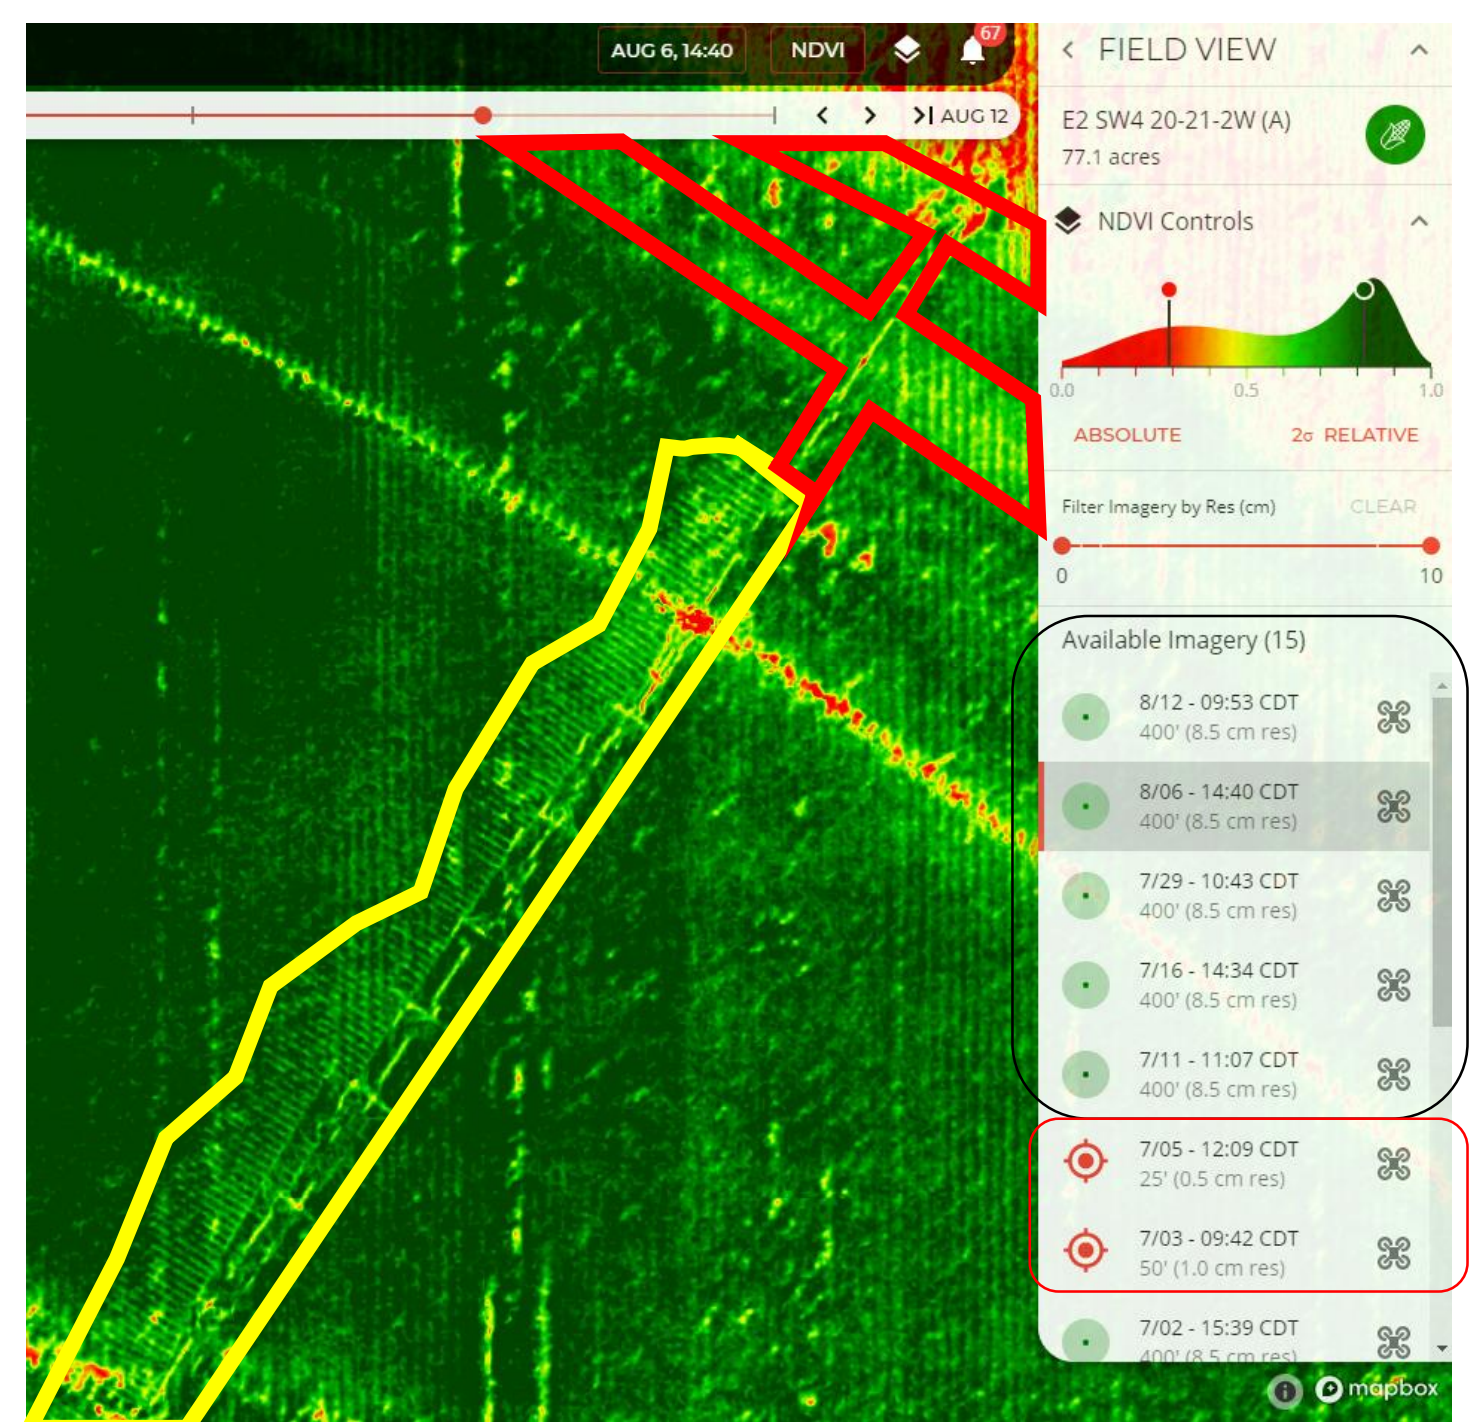 AUG 6, 14:40
NDVI
67
AUG 12
FIELD VIEW
E2 SW4 20-21-2W (A)
77.1 acres
NDVI Controls
0.0 0.5 1.0
ABSOLUTE
2σ RELATIVE
Filter Imagery by Res (cm)
CLEAR
0 10
Available Imagery (15)
8/12 - 09:53 CDT
400' (8.5 cm res)
8/06 - 14:40 CDT
400' (8.5 cm res)
7/29 - 10:43 CDT
400' (8.5 cm res)
7/16 - 14:34 CDT
400' (8.5 cm res)
7/11 - 11:07 CDT
400' (8.5 cm res)
7/05 - 12:09 CDT
25' (0.5 cm res)
7/03 - 09:42 CDT
50' (1.0 cm res)
7/02 - 15:39 CDT
400' (8.5 cm res)
mapbox